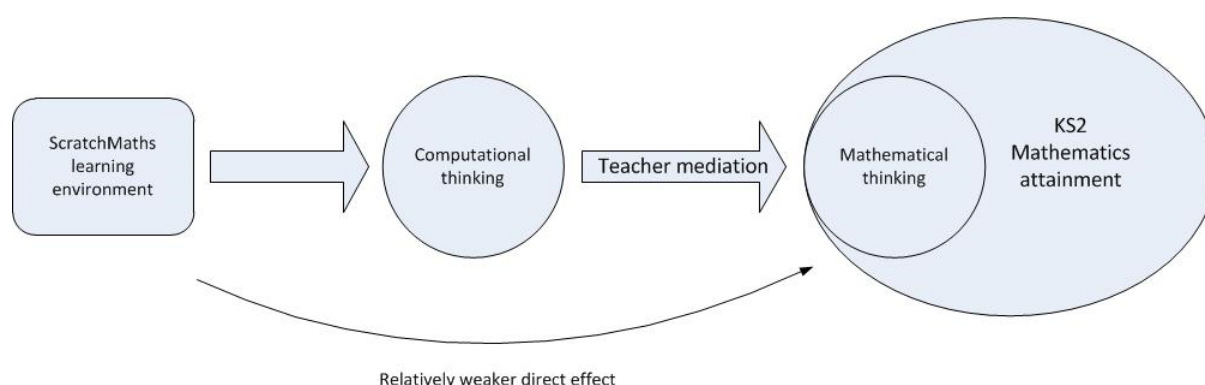 ScratchMaths
learning
environment
Computational
thinking
Teacher mediation
Mathematical
thinking
KS2
Mathematics
attainment
Relatively weaker direct effect